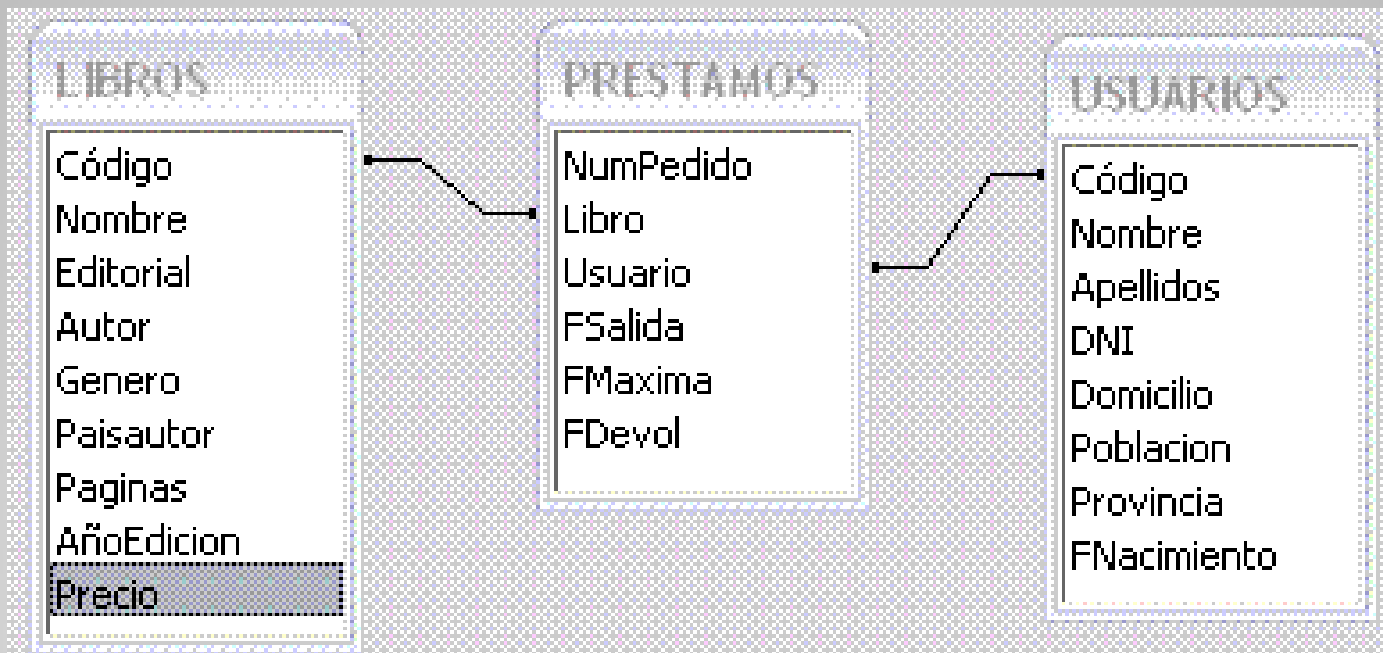 LIBROS
Código
Nombre
Editorial
Autor
Genero
Paisautor
Paginas
AñoEdicion
Precio
PRESTAMOS
NumPedido
Libro
Usuario
FSalida
FMaxima
FDevol
USUARIOS
Código
Nombre
Apellidos
DNI
Domicilio
Poblacion
Provincia
FNacimiento